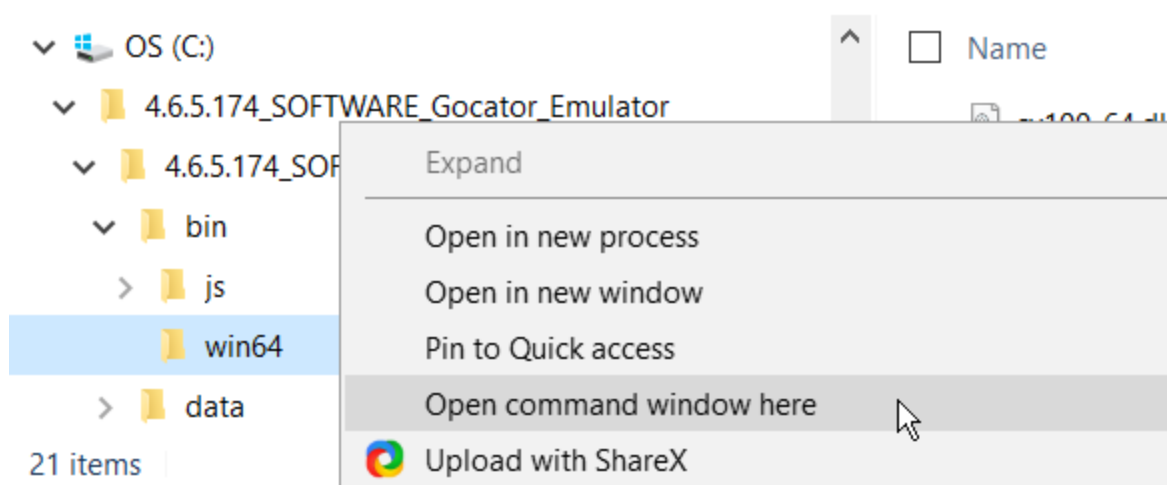 OS (C:)
Name
4.6.5.174_SOFTWARE_Gocator_Emulator
4.6.5.174_SOF
Expand
bin
Open in new process
js
Open in new window
win64
Pin to Quick access
data
Open command window here
21 items
Upload with ShareX